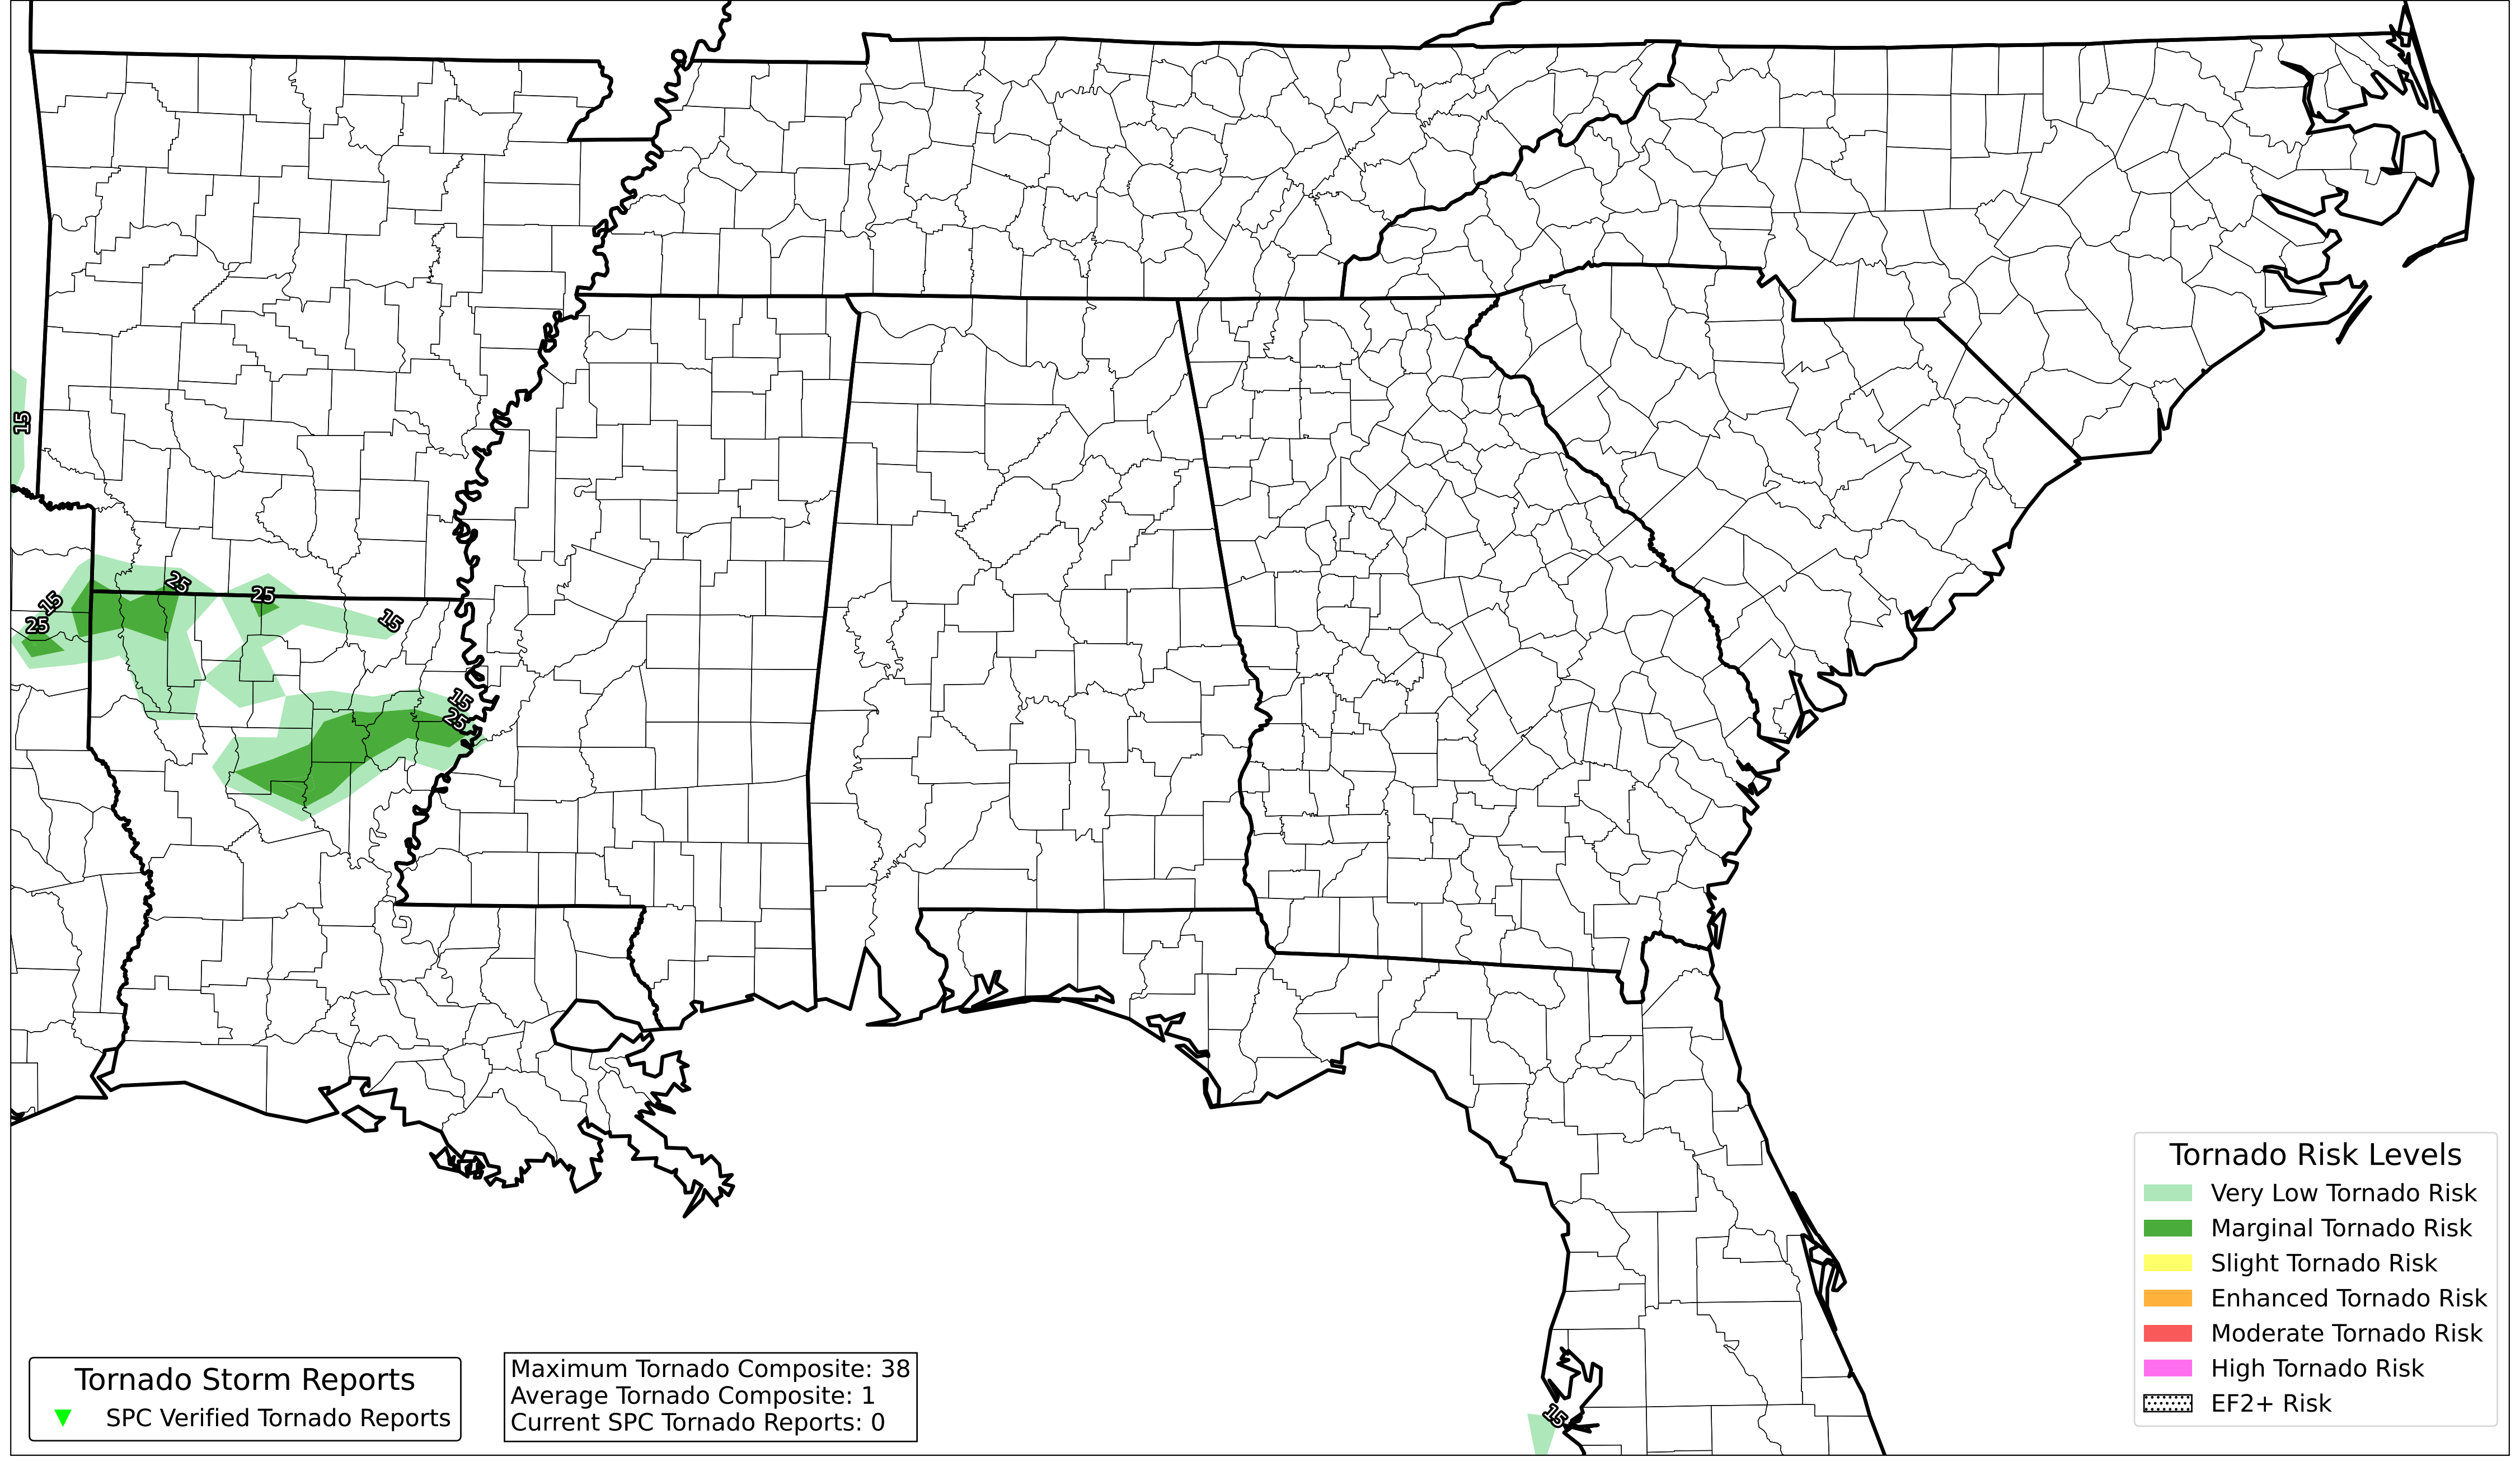 15
25
25
15
15
25
15
25
15
Tornado Risk Levels
Very Low Tornado Risk
Marginal Tornado Risk
Slight Tornado Risk
Enhanced Tornado Risk
Moderate Tornado Risk
High Tornado Risk
EF2+ Risk
Tornado Storm Reports
SPC Verified Tornado Reports
Maximum Tornado Composite: 38
Average Tornado Composite: 1
Current SPC Tornado Reports: 0